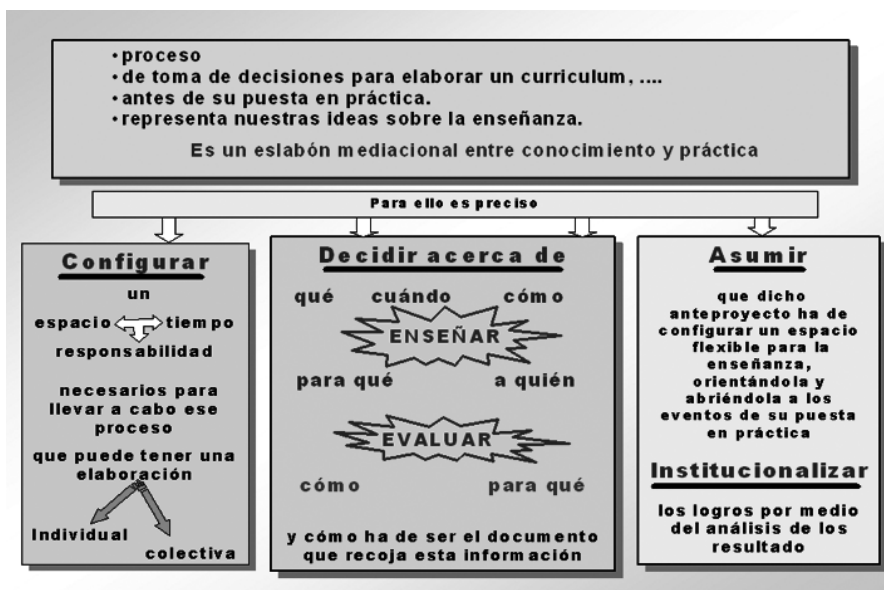 • proceso
• de toma de decisiones para elaborar un curriculum, ....
• antes de su puesta en práctica.
• representa nuestras ideas sobre la enseñanza.
Es un eslabón mediacional entre conocimiento y práctica
Para ello es preciso
Configurar
un
espacio tiempo
responsabilidad
necesarios para
llevar a cabo ese
proceso
que puede tener una
elaboración
Individual
colectiva
Decidir acerca de
qué cuándo cómo
ENSEÑAR
para qué a quién
EVALUAR
cómo para qué
y cómo ha de ser el documento
que recoja esta información
Asumir
que dicho
anteproyecto ha de
configurar un espacio
flexible para la
enseñanza,
orientándola y
abriéndola a los
eventos de su puesta
en práctica
Institucionalizar
los logros por medio
del análisis de los
resultado